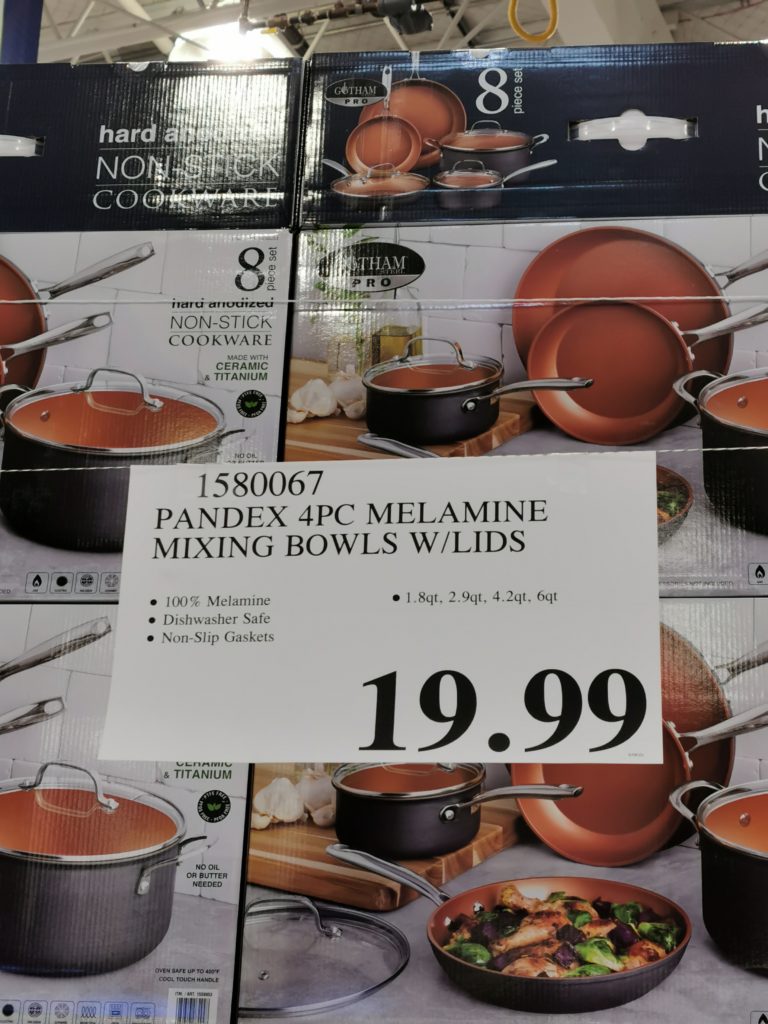 hard anodized
NON-STICK
COOKWARE
GOTHAM
PRO
8
piece set
8
piece set
hard anodized
NON-STICK
COOKWARE
MADE WITH
CERAMIC
& TITANIUM
NO OIL
OR BUTTER
GOTHAM
STEEL
PRO
1580067
PANDEX 4PC MELAMINE
MIXING BOWLS W/LIDS
• 100% Melamine
• Dishwasher Safe
• Non-Slip Gaskets
• 1.8qt, 2.9qt, 4.2qt, 6qt
19.99
CERAMIC
& TITANIUM
NO OIL
OR BUTTER
NEEDED
OVEN SAFE UP TO 400°F
COOL TOUCH HANDLE